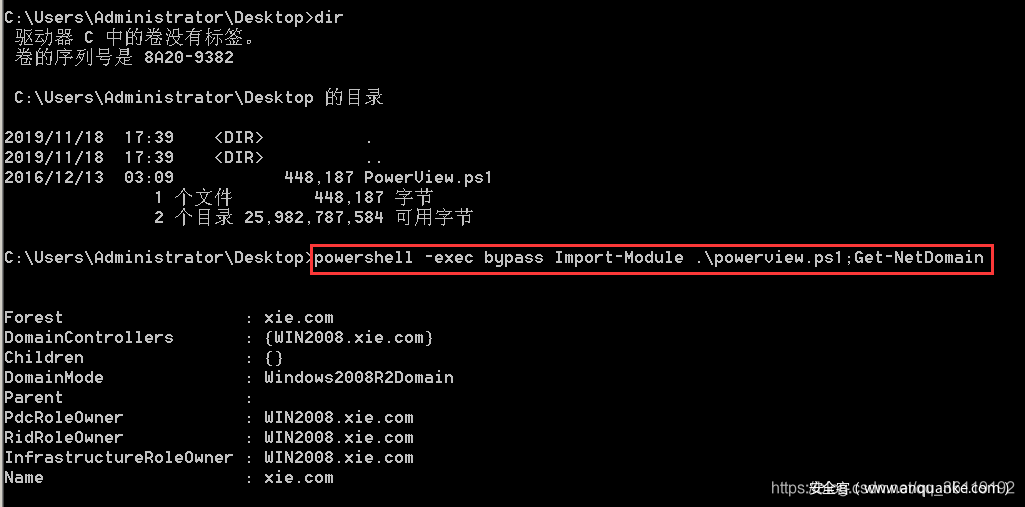 C:\Users\Administrator\Desktop>dir
驱动器 C 中的卷没有标签。
卷的序列号是 8A20-9382
C:\Users\Administrator\Desktop 的目录
2019/11/18  17:39    <DIR>          .
2019/11/18  17:39    <DIR>          ..
2016/12/13  03:09           448,187 PowerView.ps1
1 个文件        448,187 字节
2 个目录 25,982,787,584 可用字节
C:\Users\Administrator\Desktop>powershell -exec bypass Import-Module .\powerview.ps1;Get-NetDomain
Forest                  : xie.com
DomainControllers       : {WIN2008.xie.com}
Children                : {}
DomainMode              : Windows2008R2Domain
Parent                  :
PdcRoleOwner            : WIN2008.xie.com
RidRoleOwner            : WIN2008.xie.com
InfrastructureRoleOwner : WIN2008.xie.com
Name                    : xie.com
安全客 ( www.anquanke.com )